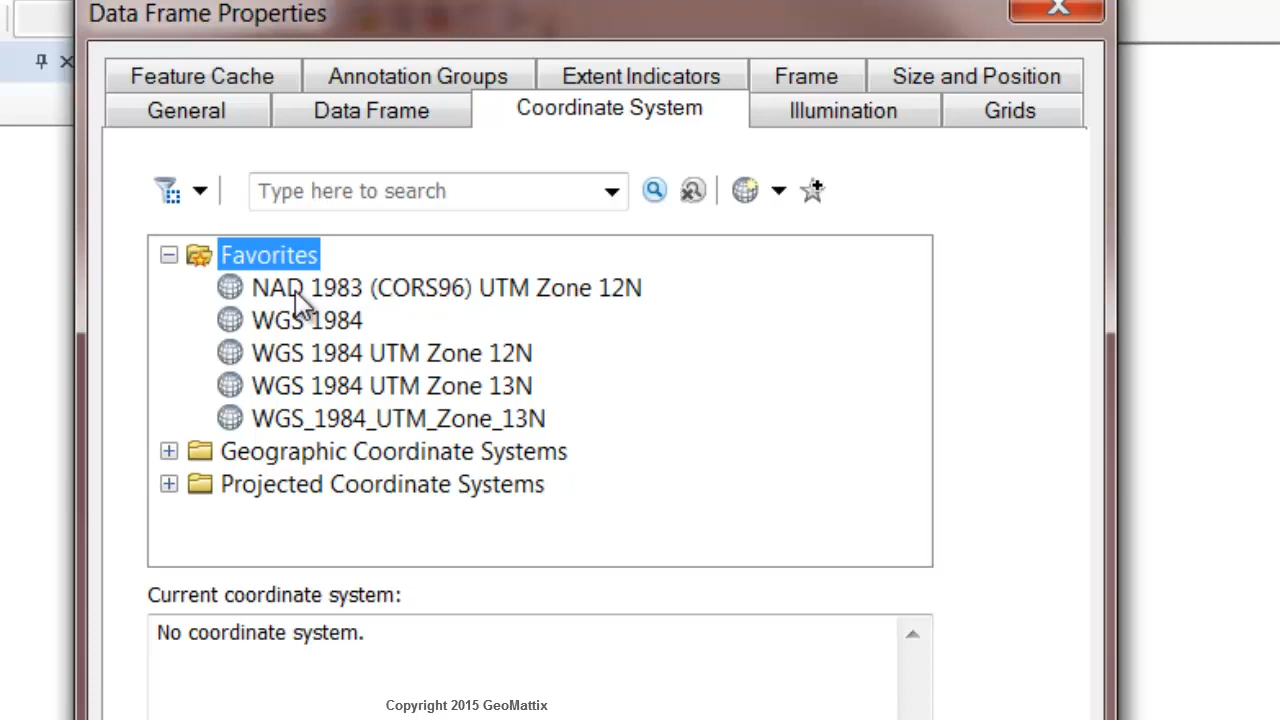 Data Frame Properties
Feature Cache Annotation Groups Extent Indicators Frame Size and Position
General Data Frame Coordinate System Illumination Grids
Type here to search
Favorites
NAD 1983 (CORS96) UTM Zone 12N
WGS 1984
WGS 1984 UTM Zone 12N
WGS 1984 UTM Zone 13N
WGS_1984_UTM_Zone_13N
Geographic Coordinate Systems
Projected Coordinate Systems
Current coordinate system:
No coordinate system.
Copyright 2015 GeoMattix